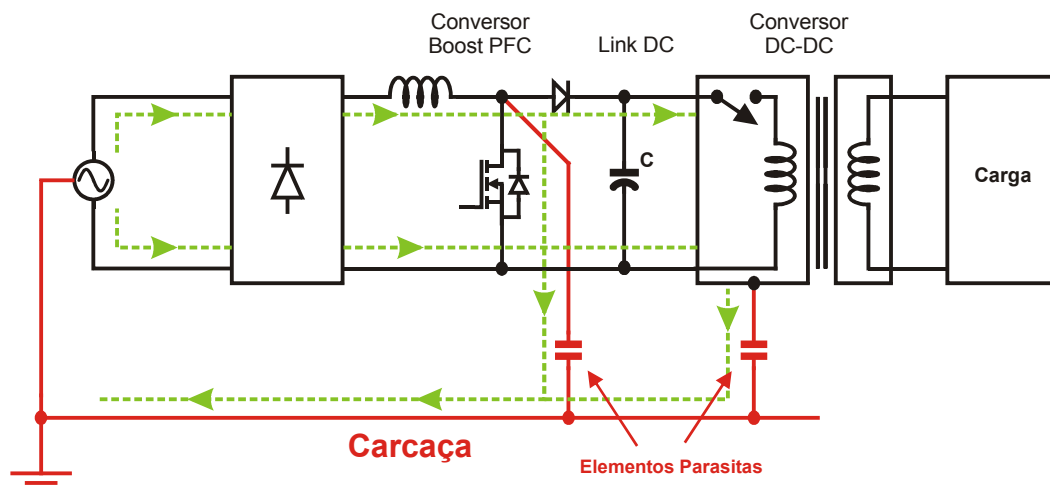 Conversor
Boost PFC
Link DC
Conversor
DC-DC
C
Carga
Carcaça
Elementos Parasitas